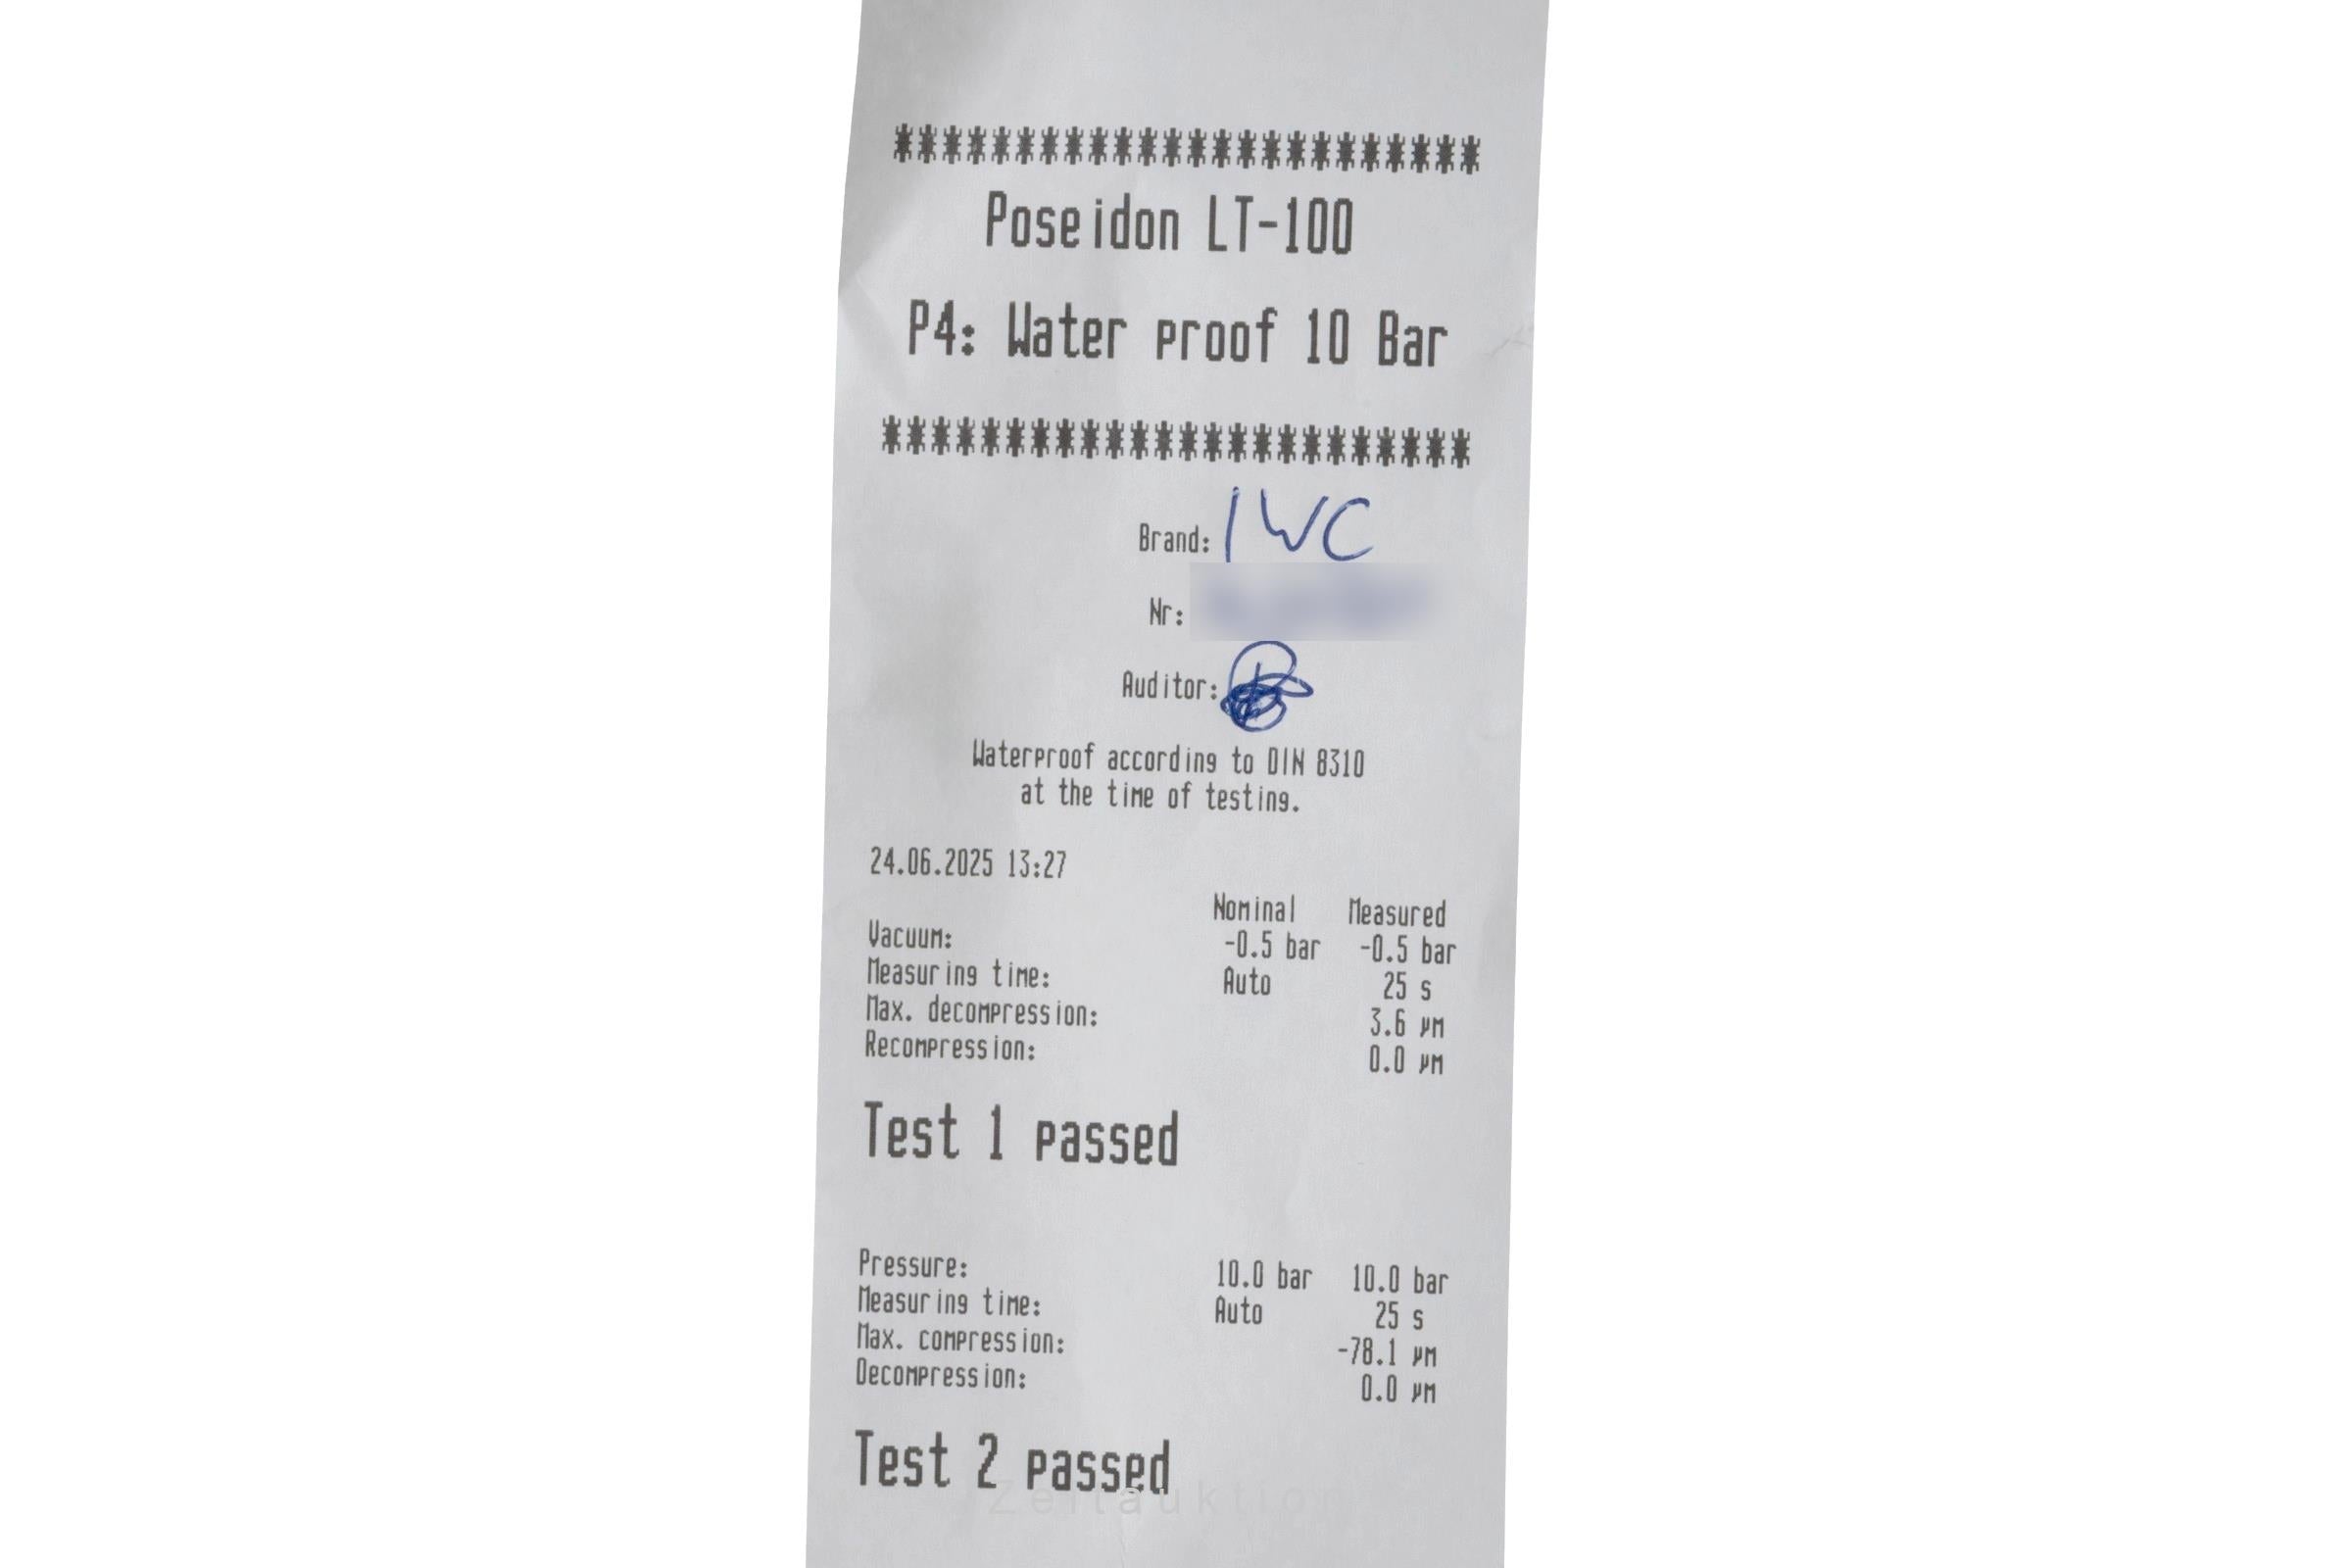 ************************
Poseidon LT-100
P4: Water proof 10 Bar
************************
Brand: IWC
Nr:
Auditor:
Waterproof according to DIN 8310
at the time of testing.
24.06.2025 13:27
Nominal Measured
Vacuum: -0.5 bar -0.5 bar
Measuring time: Auto 25 s
Max. decompression: 3.6 µm
Recompression: 0.0 µm
Test 1 passed
Pressure: 10.0 bar 10.0 bar
Measuring time: Auto 25 s
Max. compression: -78.1 µm
Decompression: 0.0 µm
Test 2 passed
Zeitauktion